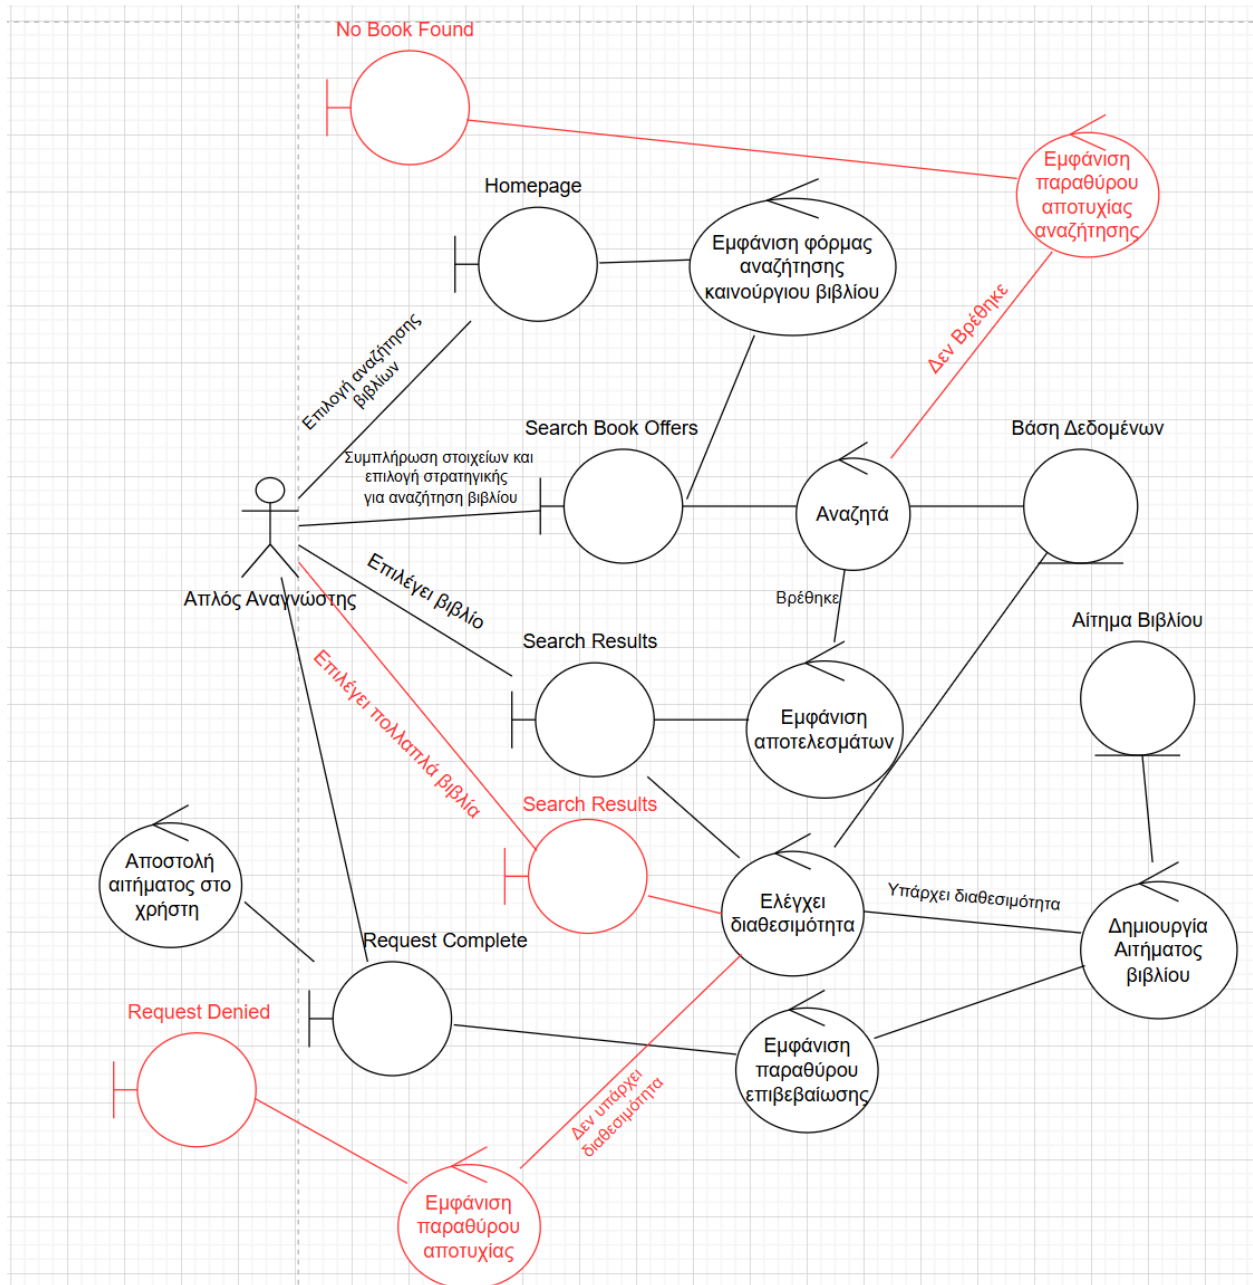 No Book Found
Εμφάνιση
παραθύρου
αποτυχίας
αναζήτησης
Homepage
Εμφάνιση φόρμας
αναζήτησης
καινούργιου βιβλίου
Επιλογή αναζήτησης
βιβλίων
Δεν Βρέθηκε
Search Book Offers
Βάση Δεδομένων
Συμπλήρωση στοιχείων και
επιλογή στρατηγικής
για αναζήτηση βιβλίου
Αναζητά
Απλός Αναγνώστης
Επιλέγει βιβλίο
Βρέθηκε
Αίτημα Βιβλίου
Search Results
Εμφάνιση
αποτελεσμάτων
Επιλέγει πολλαπλά βιβλία
Search Results
Αποστολή
αιτήματος στο
χρήστη
Ελέγχει
διαθεσιμότητα
Υπάρχει διαθεσιμότητα
Δημιουργία
Αιτήματος
βιβλίου
Request Complete
Request Denied
Εμφάνιση
παραθύρου
επιβεβαίωσης
Δεν υπάρχει
διαθεσιμότητα
Εμφάνιση
παραθύρου
αποτυχίας